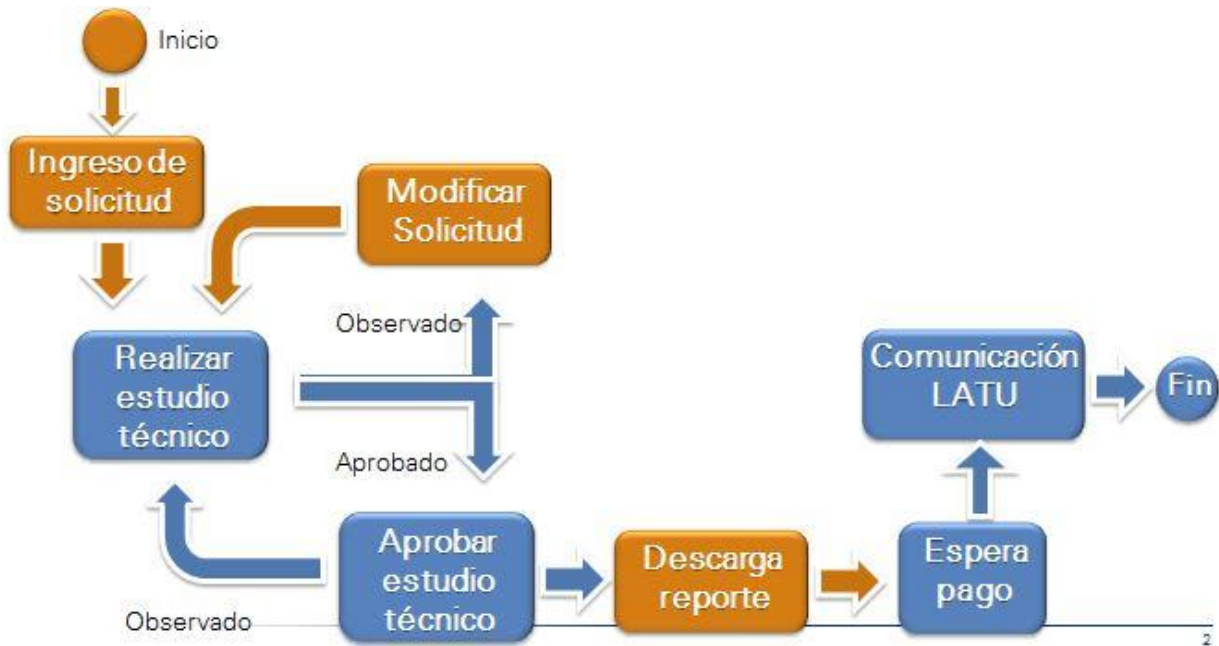 Inicio
Ingreso de
solicitud
Modificar
Solicitud
Observado
Realizar
estudio
técnico
Aprobado
Comunicación
LATU
Fin
Aprobar
estudio
técnico
Descarga
reporte
Espera
pago
Observado
2